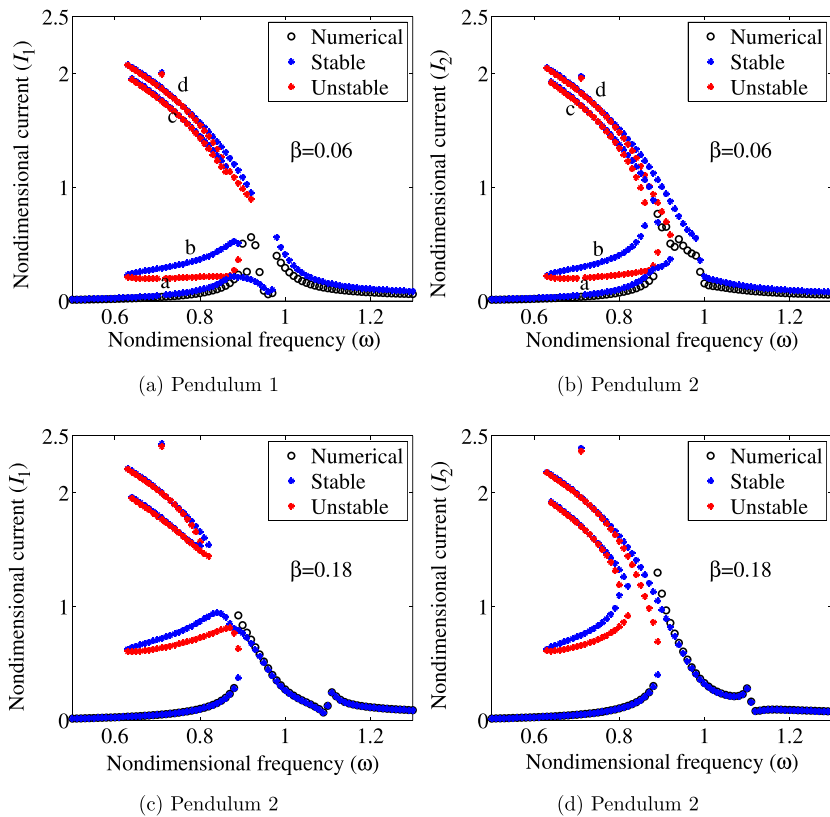 Nondimensional current (I₁)
2.5
2
1
0
0.6
0.8
1
1.2
Numerical
Stable
Unstable
d
c
b
a
β=0.06
Nondimensional frequency (ω)
(a) Pendulum 1
Nondimensional current (I₂)
2.5
2
1
0
0.6
0.8
1
1.2
Numerical
Stable
Unstable
d
c
b
a
β=0.06
Nondimensional frequency (ω)
(b) Pendulum 2
Nondimensional current (I₁)
2.5
2
1
0
0.6
0.8
1
1.2
Numerical
Stable
Unstable
β=0.18
Nondimensional frequency (ω)
(c) Pendulum 2
Nondimensional current (I₂)
2.5
2
1
0
0.6
0.8
1
1.2
Numerical
Stable
Unstable
β=0.18
Nondimensional frequency (ω)
(d) Pendulum 2